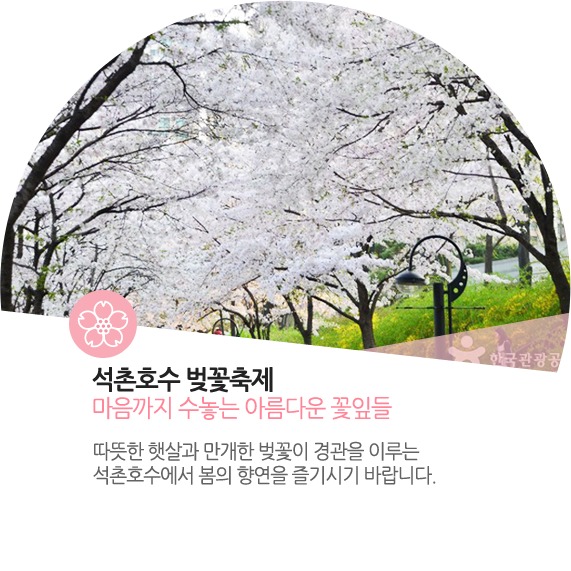 한국관광공
석촌호수 벚꽃축제
마음까지 수놓는 아름다운 꽃잎들
따뜻한 햇살과 만개한 벚꽃이 경관을 이루는
석촌호수에서 봄의 향연을 즐기시기 바랍니다.